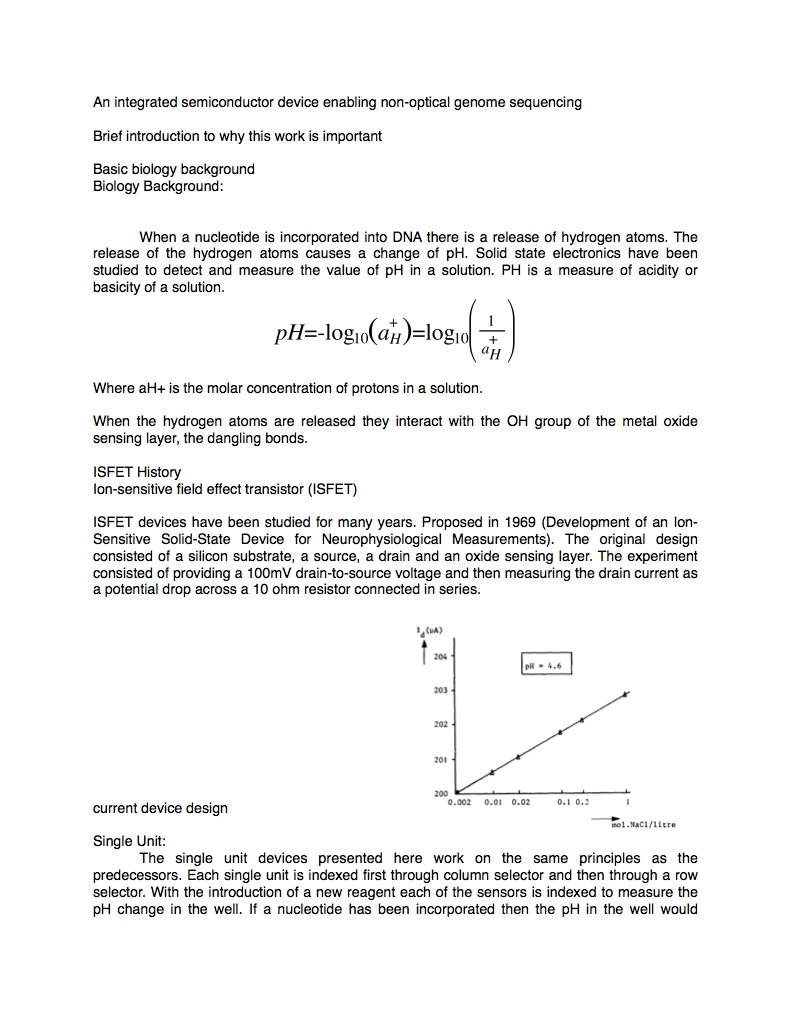 An integrated semiconductor device enabling non-optical genome sequencing
Brief introduction to why this work is important
Basic biology background
Biology Background:
When a nucleotide is incorporated into DNA there is a release of hydrogen atoms. The
release of the hydrogen atoms causes a change of pH. Solid state electronics have been
studied to detect and measure the value of pH in a solution. PH is a measure of acidity or
basicity of a solution.
pH=-log₁₀(a⁺H)=log₁₀(1/a⁺H)
Where aH+ is the molar concentration of protons in a solution.
When the hydrogen atoms are released they interact with the OH group of the metal oxide
sensing layer, the dangling bonds.
ISFET History
Ion-sensitive field effect transistor (ISFET)
ISFET devices have been studied for many years. Proposed in 1969 (Development of an Ion-
Sensitive Solid-State Device for Neurophysiological Measurements). The original design
consisted of a silicon substrate, a source, a drain and an oxide sensing layer. The experiment
consisted of providing a 100mV drain-to-source voltage and then measuring the drain current as
a potential drop across a 10 ohm resistor connected in series.
I d (uA)
204
pH = 4.6
203
202
201
200
0.002 0.01 0.02 0.1 0.2 1
mol.NaCl/litre
current device design
Single Unit:
The single unit devices presented here work on the same principles as the
predecessors. Each single unit is indexed first through column selector and then through a row
selector. With the introduction of a new reagent each of the sensors is indexed to measure the
pH change in the well. If a nucleotide has been incorporated then the pH in the well would